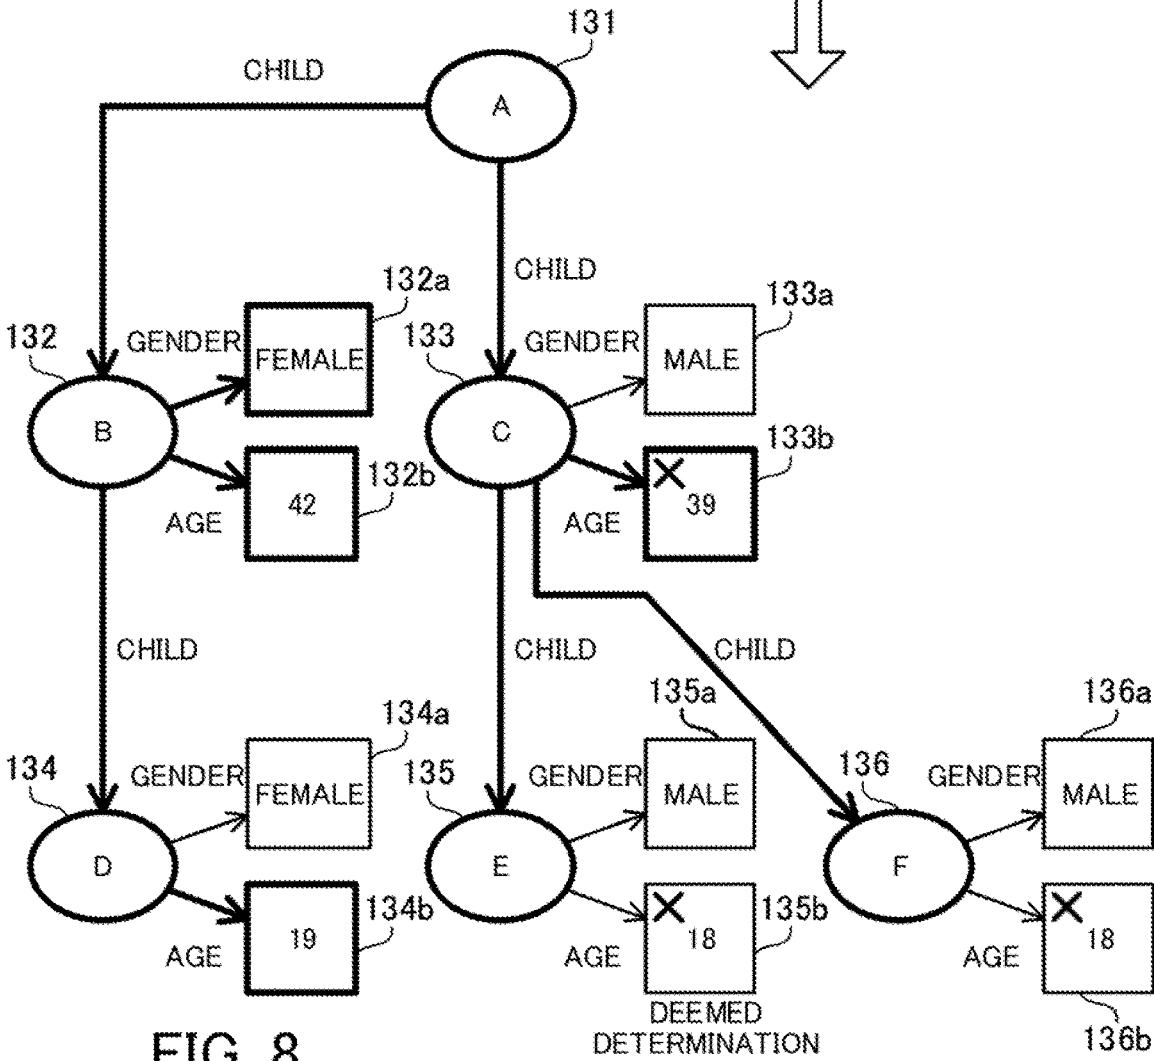 131
CHILD
A
CHILD
132a
133a
132
GENDER
FEMALE
133
GENDER
MALE
B
C
133b
132b
42
39
AGE
AGE
CHILD
CHILD
CHILD
135a
136a
134a
134
GENDER
FEMALE
135
GENDER
MALE
136
GENDER
MALE
D
E
F
134b
135b
19
18
18
AGE
AGE
AGE
DEEMED
DETERMINATION
136b
FIG. 8